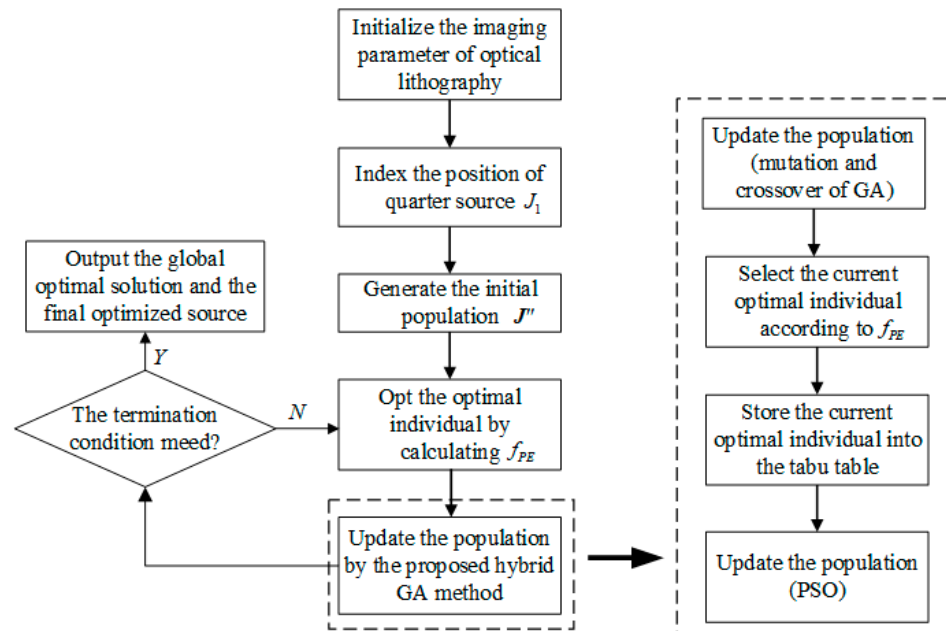 Initialize the imaging
parameter of optical
lithography
Index the position of
quarter source J₁
Generate the initial
population J″
Opt the optimal
individual by
calculating f_PE
Update the population
by the proposed hybrid
GA method
The termination
condition meed?
Y
N
Output the global
optimal solution and the
final optimized source
Update the population
(mutation and
crossover of GA)
Select the current
optimal individual
according to f_PE
Store the current
optimal individual into
the tabu table
Update the population
(PSO)